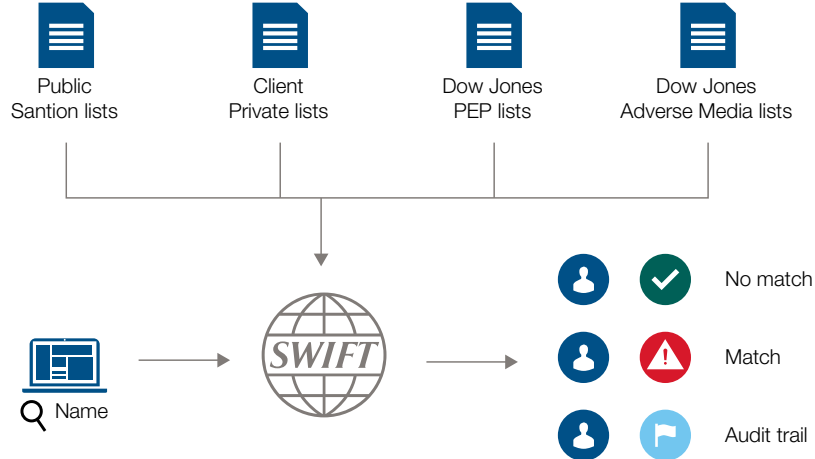 Public
Santion lists
Client
Private lists
Dow Jones
PEP lists
Dow Jones
Adverse Media lists
SWIFT
Name
No match
Match
Audit trail